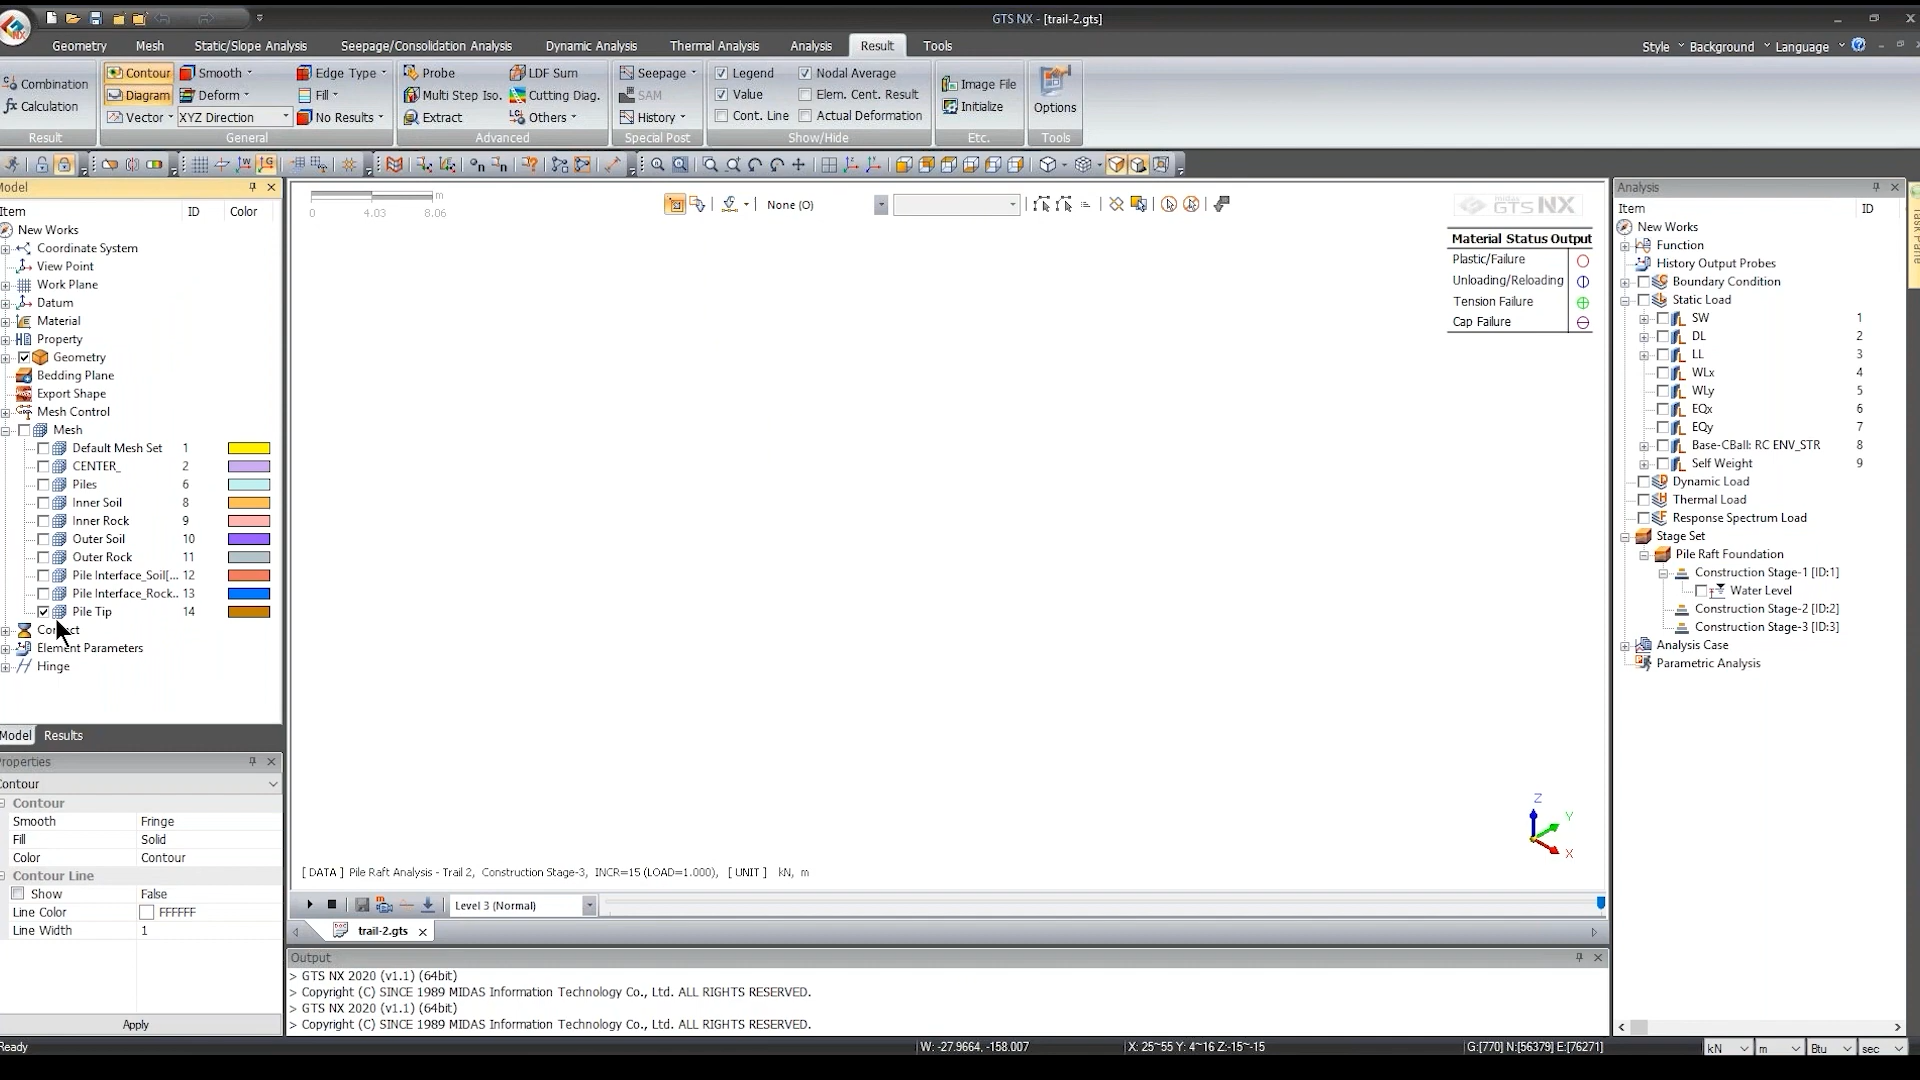 GTS NX - [trail-2.gts]
Geometry Mesh Static/Slope Analysis Seepage/Consolidation Analysis Dynamic Analysis Thermal Analysis Analysis Result Tools
Style Background Language
Combination Contour Smooth Edge Type Probe LDF Sum Seepage Legend Nodal Average Image File
Calculation Diagram Deform Fill Multi Step Iso. Cutting Diag. SAM Value Elem. Cent. Result Initialize Options
Vector XYZ Direction No Results Extract Others History Cont. Line Actual Deformation
Result General Advanced Special Post Show/Hide Etc. Tools
Model
Item ID Color
New Works
Coordinate System
View Point
Work Plane
Datum
Material
Property
Geometry
Bedding Plane
Export Shape
Mesh Control
Mesh
Default Mesh Set 1
CENTER_ 2
Piles 6
Inner Soil 8
Inner Rock 9
Outer Soil 10
Outer Rock 11
Pile Interface_Soil[... 12
Pile Interface_Rock.. 13
Pile Tip 14
Element Parameters
Hinge
Model Results
Properties
Contour
Contour
Smooth Fringe
Fill Solid
Color Contour
Contour Line
Show False
Line Color FFFFFF
Line Width 1
Apply
m
0 4.03 8.06
None (O)
midas GTS NX
Material Status Output
Plastic/Failure
Unloading/Reloading
Tension Failure
Cap Failure
Z
Y
X
[ DATA ] Pile Raft Analysis - Trail 2, Construction Stage-3, INCR=15 (LOAD=1.000), [ UNIT ] kN, m
Level 3 (Normal)
trail-2.gts
Output
> GTS NX 2020 (v1.1) (64bit)
> Copyright (C) SINCE 1989 MIDAS Information Technology Co., Ltd. ALL RIGHTS RESERVED.
> GTS NX 2020 (v1.1) (64bit)
> Copyright (C) SINCE 1989 MIDAS Information Technology Co., Ltd. ALL RIGHTS RESERVED.
Analysis
Item ID
New Works
Function
History Output Probes
Boundary Condition
Static Load
SW 1
DL 2
LL 3
WLx 4
WLy 5
EQx 6
EQy 7
Base-CBall: RC ENV_STR 8
Self Weight 9
Dynamic Load
Thermal Load
Response Spectrum Load
Stage Set
Pile Raft Foundation
Construction Stage-1 [ID:1]
Water Level
Construction Stage-2 [ID:2]
Construction Stage-3 [ID:3]
Analysis Case
Parametric Analysis
Ready W: -27.9664, -158.007 X: 25~55 Y: 4~16 Z:-15~-15 G:[770] N:[56379] E:[76271] kN m Btu sec